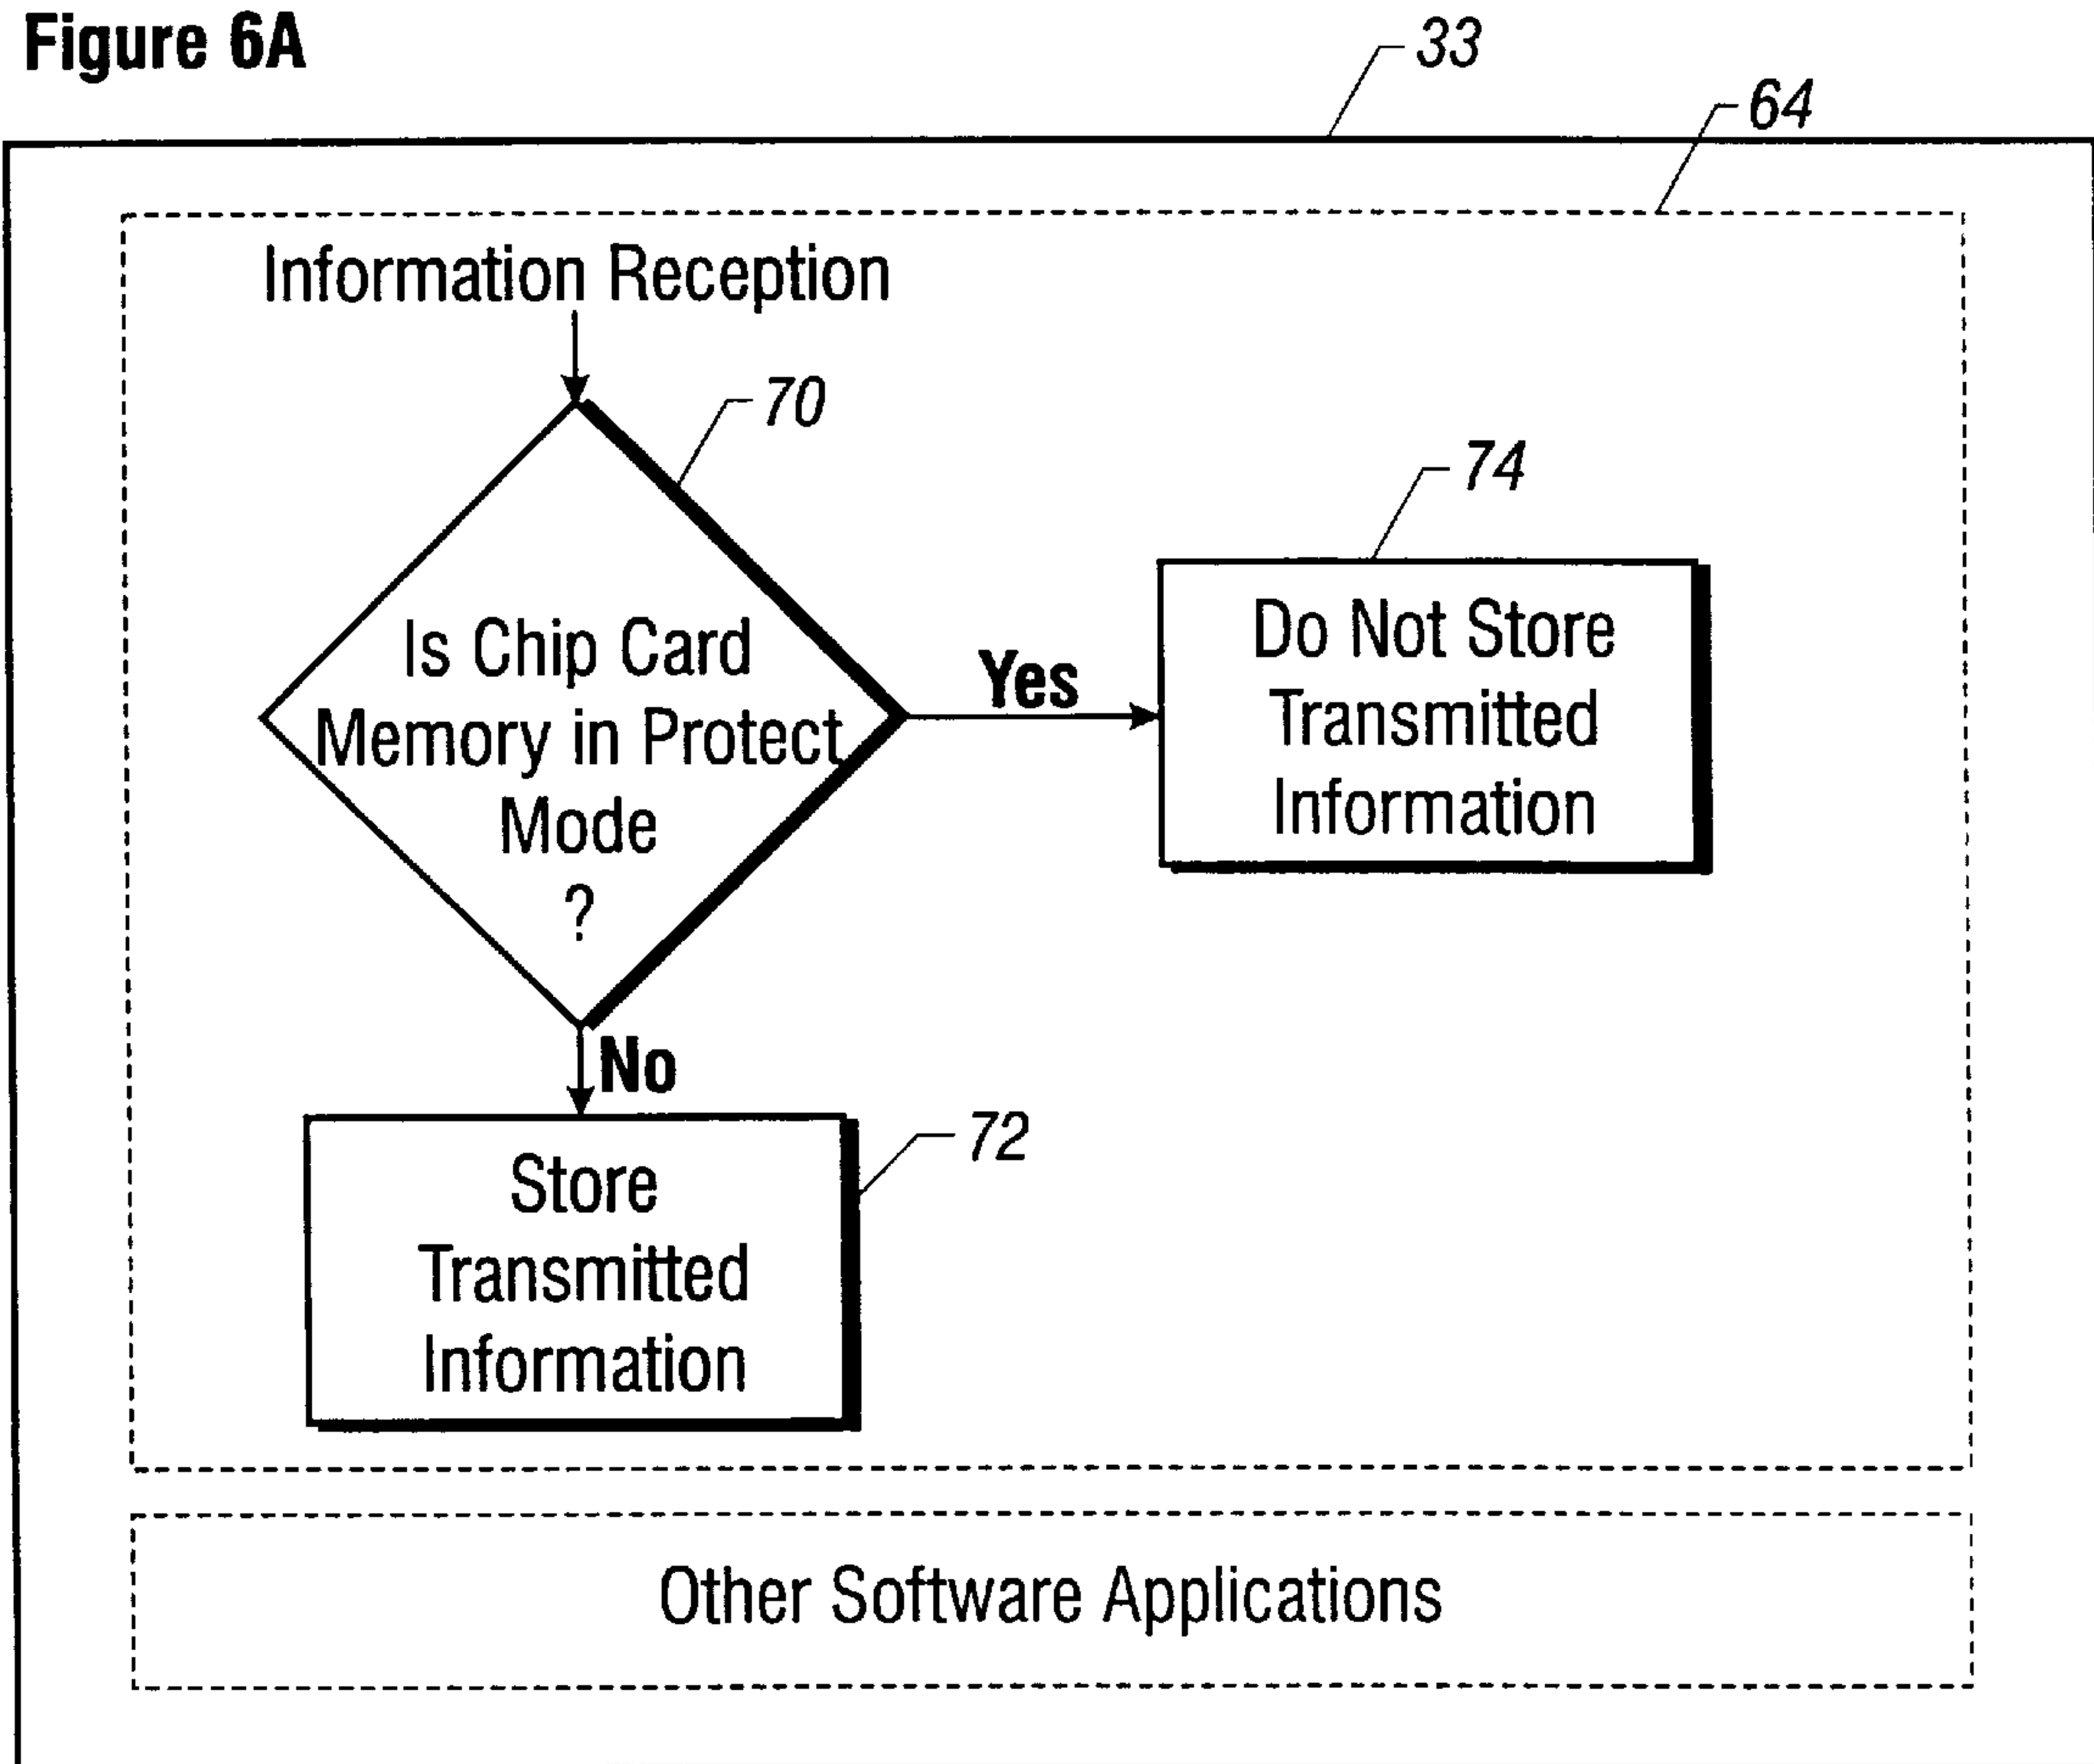 Figure 6A
33
64
Information Reception
70
74
Is Chip Card
Memory in Protect
Mode
?
Yes
Do Not Store
Transmitted
Information
No
72
Store
Transmitted
Information
Other Software Applications